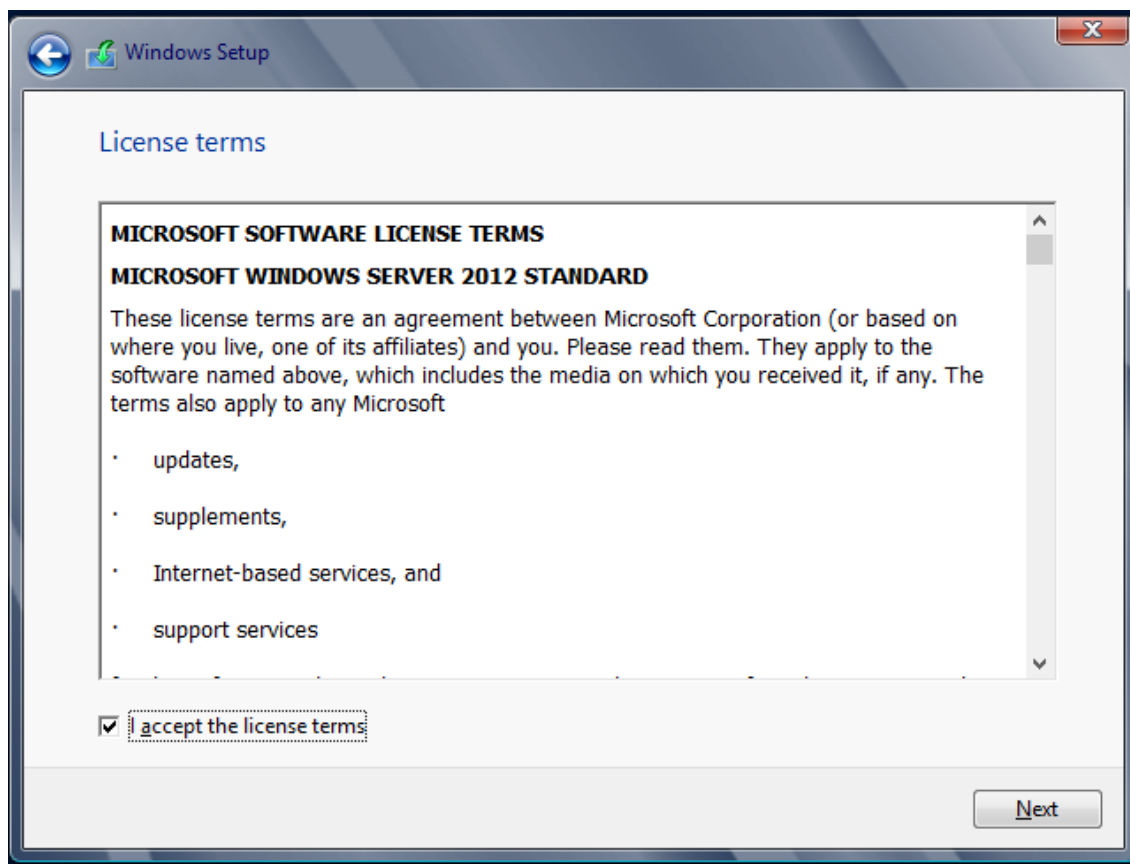 Windows Setup
License terms
MICROSOFT SOFTWARE LICENSE TERMS
MICROSOFT WINDOWS SERVER 2012 STANDARD
These license terms are an agreement between Microsoft Corporation (or based on
where you live, one of its affiliates) and you. Please read them. They apply to the
software named above, which includes the media on which you received it, if any. The
terms also apply to any Microsoft
· updates,
· supplements,
· Internet-based services, and
· support services
I accept the license terms
Next